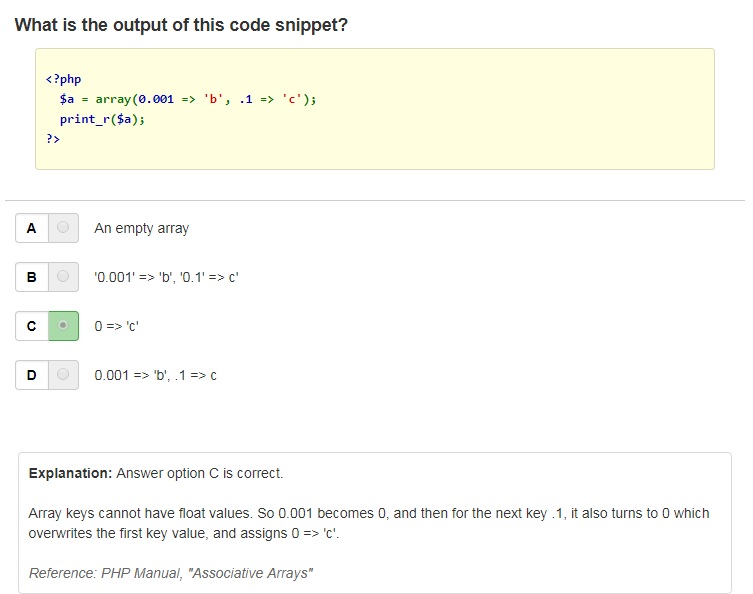 What is the output of this code snippet?
<?php
$a = array(0.001 => 'b', .1 => 'c');
print_r($a);
?>
A An empty array
B '0.001' => 'b', '0.1' => c'
C 0 => 'c'
D 0.001 => 'b', .1 => c
Explanation: Answer option C is correct.
Array keys cannot have float values. So 0.001 becomes 0, and then for the next key .1, it also turns to 0 which
overwrites the first key value, and assigns 0 => 'c'.
Reference: PHP Manual, "Associative Arrays"